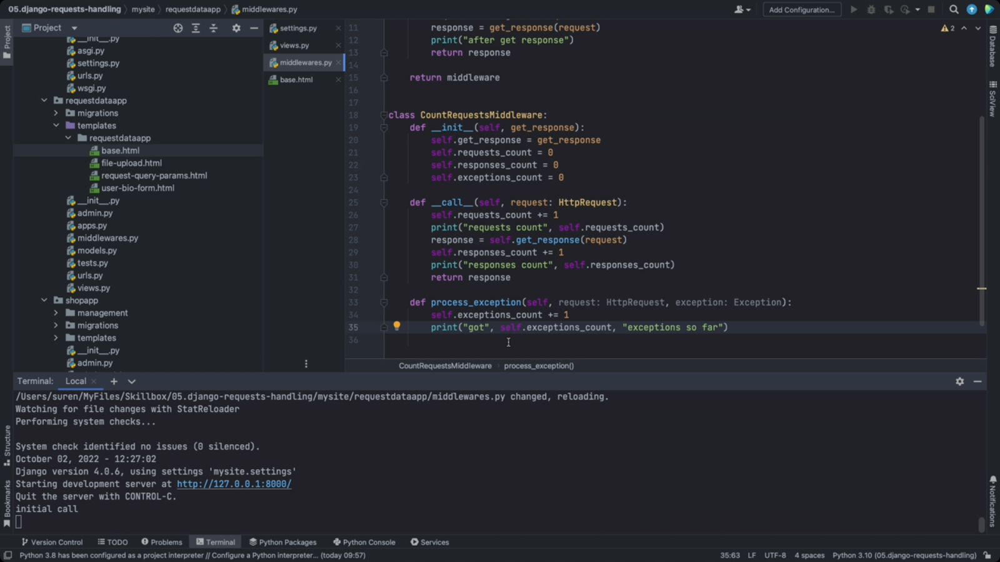 05.django-requests-handling mysite requestdataapp middlewares.py
Add Configuration...
Project
__init__.py
asgi.py
settings.py
urls.py
wsgi.py
requestdataapp
migrations
templates
requestdataapp
base.html
file-upload.html
request-query-params.html
user-bio-form.html
__init__.py
admin.py
apps.py
middlewares.py
models.py
tests.py
urls.py
views.py
shopapp
management
migrations
templates
__init__.py
admin.py
settings.py
views.py
middlewares.py
base.html
11 response = get_response(request)
12 print("after get response")
13 return response
14
15 return middleware
16
17
18 class CountRequestsMiddleware:
19 def __init__(self, get_response):
20 self.get_response = get_response
21 self.requests_count = 0
22 self.responses_count = 0
23 self.exceptions_count = 0
24
25 def __call__(self, request: HttpRequest):
26 self.requests_count += 1
27 print("requests count", self.requests_count)
28 response = self.get_response(request)
29 self.responses_count += 1
30 print("responses count", self.responses_count)
31 return response
32
33 def process_exception(self, request: HttpRequest, exception: Exception):
34 self.exceptions_count += 1
35 print("got", self.exceptions_count, "exceptions so far")
36
2
CountRequestsMiddleware process_exception()
Project
Structure
Bookmarks
Database
SciView
Notifications
Terminal: Local
/Users/suren/MyFiles/Skillbox/05.django-requests-handling/mysite/requestdataapp/middlewares.py changed, reloading.
Watching for file changes with StatReloader
Performing system checks...
System check identified no issues (0 silenced).
October 02, 2022 - 12:27:02
Django version 4.0.6, using settings 'mysite.settings'
Starting development server at http://127.0.0.1:8000/
Quit the server with CONTROL-C.
initial call
Version Control TODO Problems Terminal Python Packages Python Console Services
Python 3.8 has been configured as a project interpreter // Configure a Python interpreter... (today 09:57) 35:63 LF UTF-8 4 spaces Python 3.10 (05.django-requests-handling)